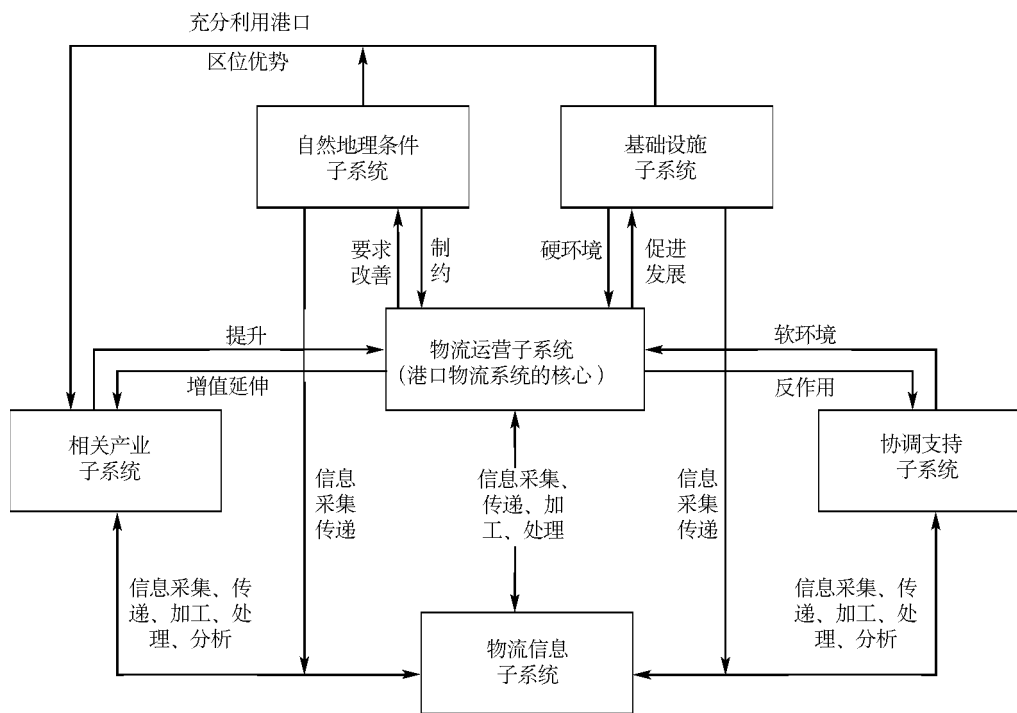 充分利用港口
区位优势
自然地理条件
子系统
基础设施
子系统
要求
改善
制
约
硬环境
促进
发展
提升
物流运营子系统
（港口物流系统的核心）
软环境
增值延伸
反作用
相关产业
子系统
协调支持
子系统
信息
采集
传递
信息采集、
传递、加
工、处理
信息
采集
传递
信息采集、传
递、加工、处
理、分析
信息采集、传
递、加工、处
理、分析
物流信息
子系统